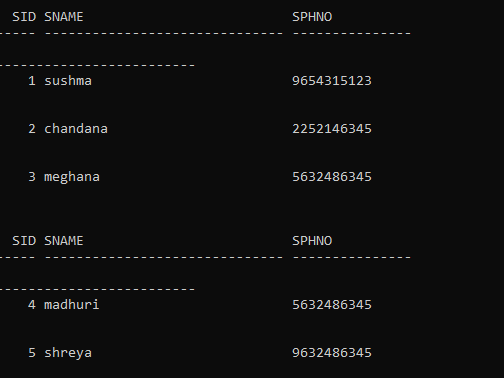 SID SNAME SPHNO
----- ------------------------------ ---------------
-------------------------
1 sushma 9654315123
2 chandana 2252146345
3 meghana 5632486345
SID SNAME SPHNO
----- ------------------------------ ---------------
-------------------------
4 madhuri 5632486345
5 shreya 9632486345